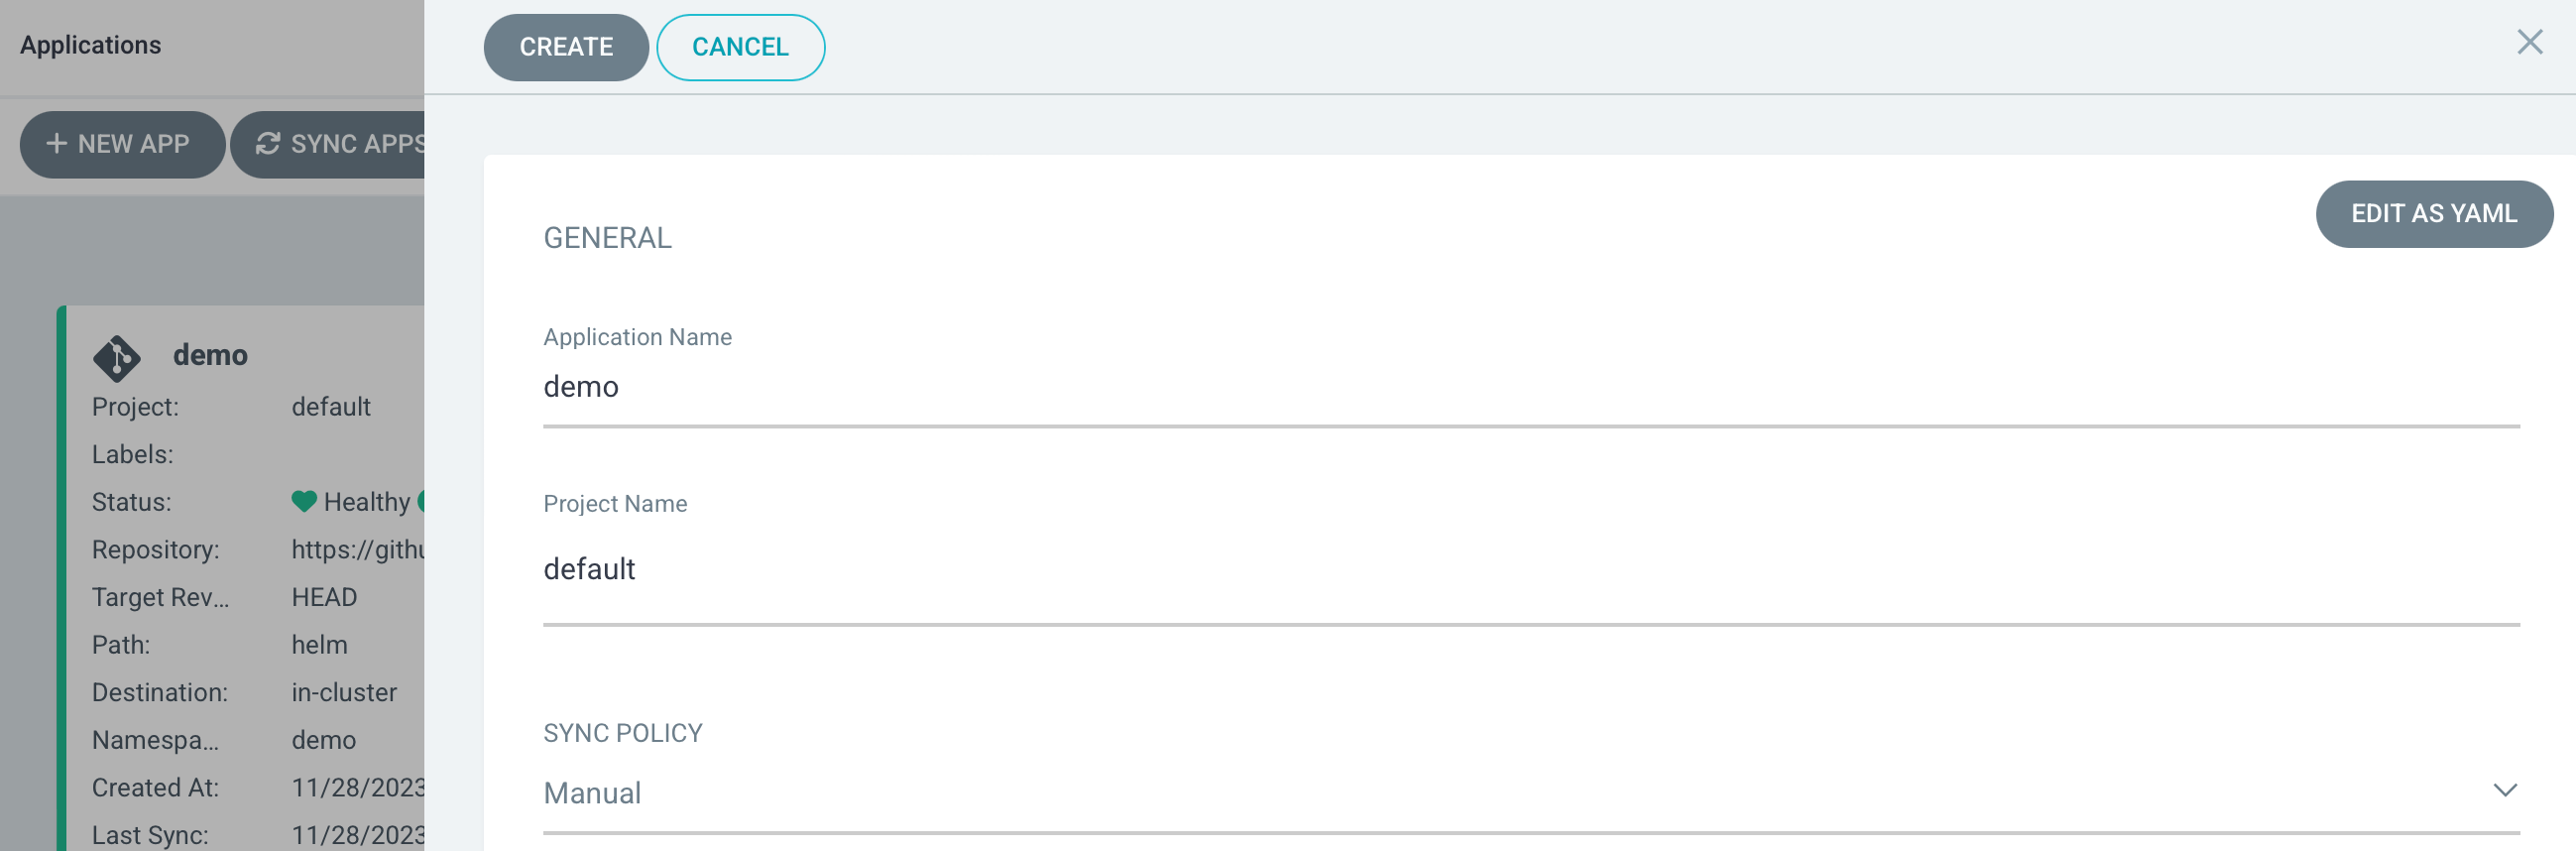 Applications
NEW APP
SYNC APPS
demo
Project: default
Labels:
Status: Healthy
Repository: https://githu
Target Rev... HEAD
Path: helm
Destination: in-cluster
Namespa... demo
Created At: 11/28/2023
Last Sync: 11/28/2023
CREATE
CANCEL
EDIT AS YAML
GENERAL
Application Name
demo
Project Name
default
SYNC POLICY
Manual